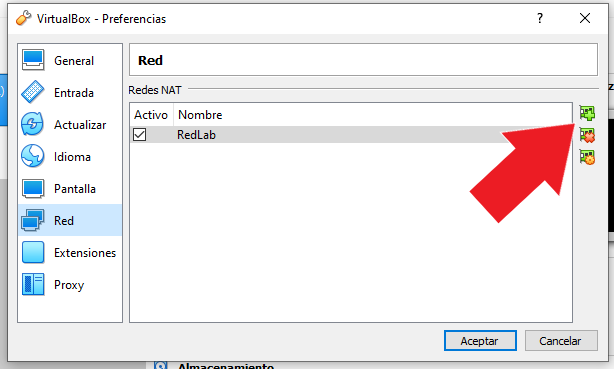 VirtualBox - Preferencias
General
Entrada
Actualizar
Idioma
Pantalla
Red
Extensiones
Proxy
Red
Redes NAT
Activo Nombre
RedLab
Aceptar
Cancelar
Almacenamiento